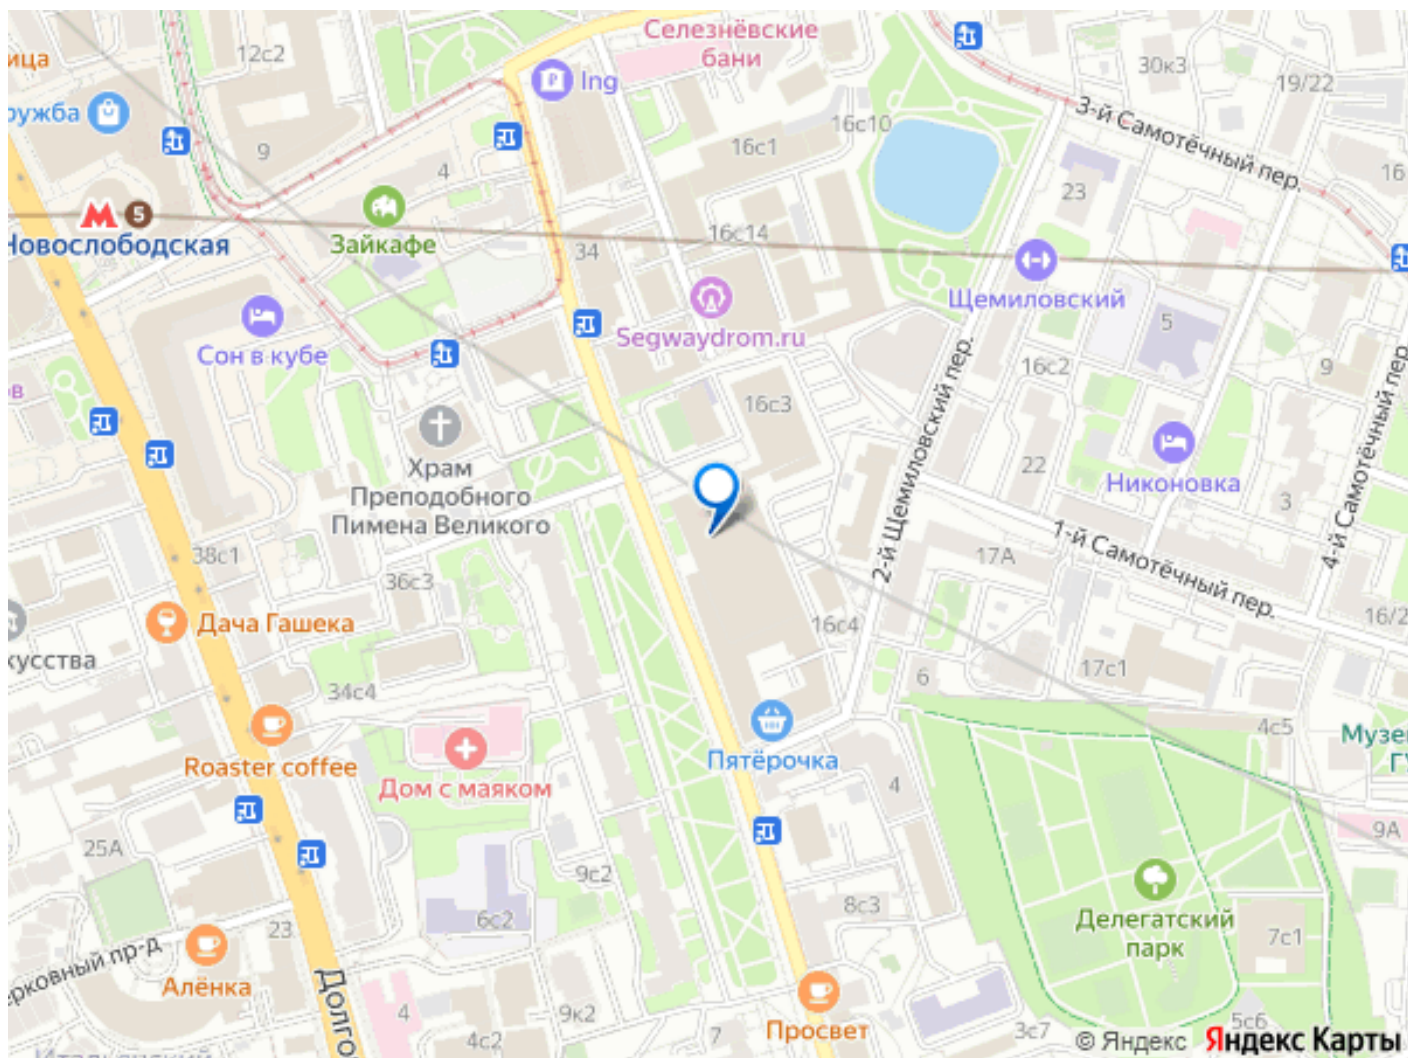 Селезнёвские
бани
12с2
ица
30к3
19/22
Ing
ружба
3-й Самотёчный пер.
16с10
16с1
9
4
16
23
5
Новослободская
Зайкафе
34
16с14
Щемиловский
Segwaydrom.ru
5
Сон в кубе
16с2
9
ов
16с3
2-й Щемиловский пер.
4-й Самотёчный пер.
Храм
Преподобного
Пимена Великого
22
Никоновка
3
38с1
36с3
17А
1-й Самотёчный пер.
Дача Гашека
16с4
16/2
кусства
6
17с1
34с4
4с5
Музе
ГУ
Roaster coffee
Дом с маяком
Пятёрочка
4
9А
25А
9с2
6с2
8с3
Делегатский
парк
7с1
23
ерковный пр-д
Алёнка
Долго
4
9к2
4с2
7
Просвет
3с7
5с6
Итальянский
© Яндекс Яндекс Карты